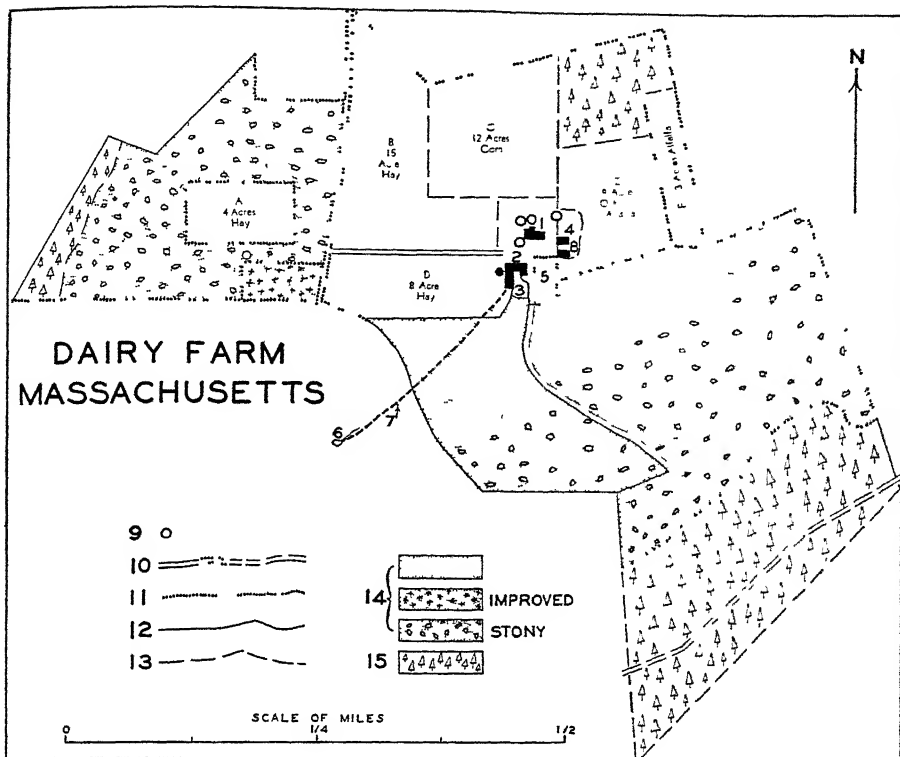 N
B
15
Hay
C
12 Acres
Corn
A
4 Acres
Hay
F 3 Acres Alfalfa
D
8 Acre
Hay
1
2
3
4
5
8
6
7
DAIRY FARM
MASSACHUSETTS
9
10
11
12
13
14
IMPROVED
STONY
15
SCALE OF MILES
0
1/4
1/2